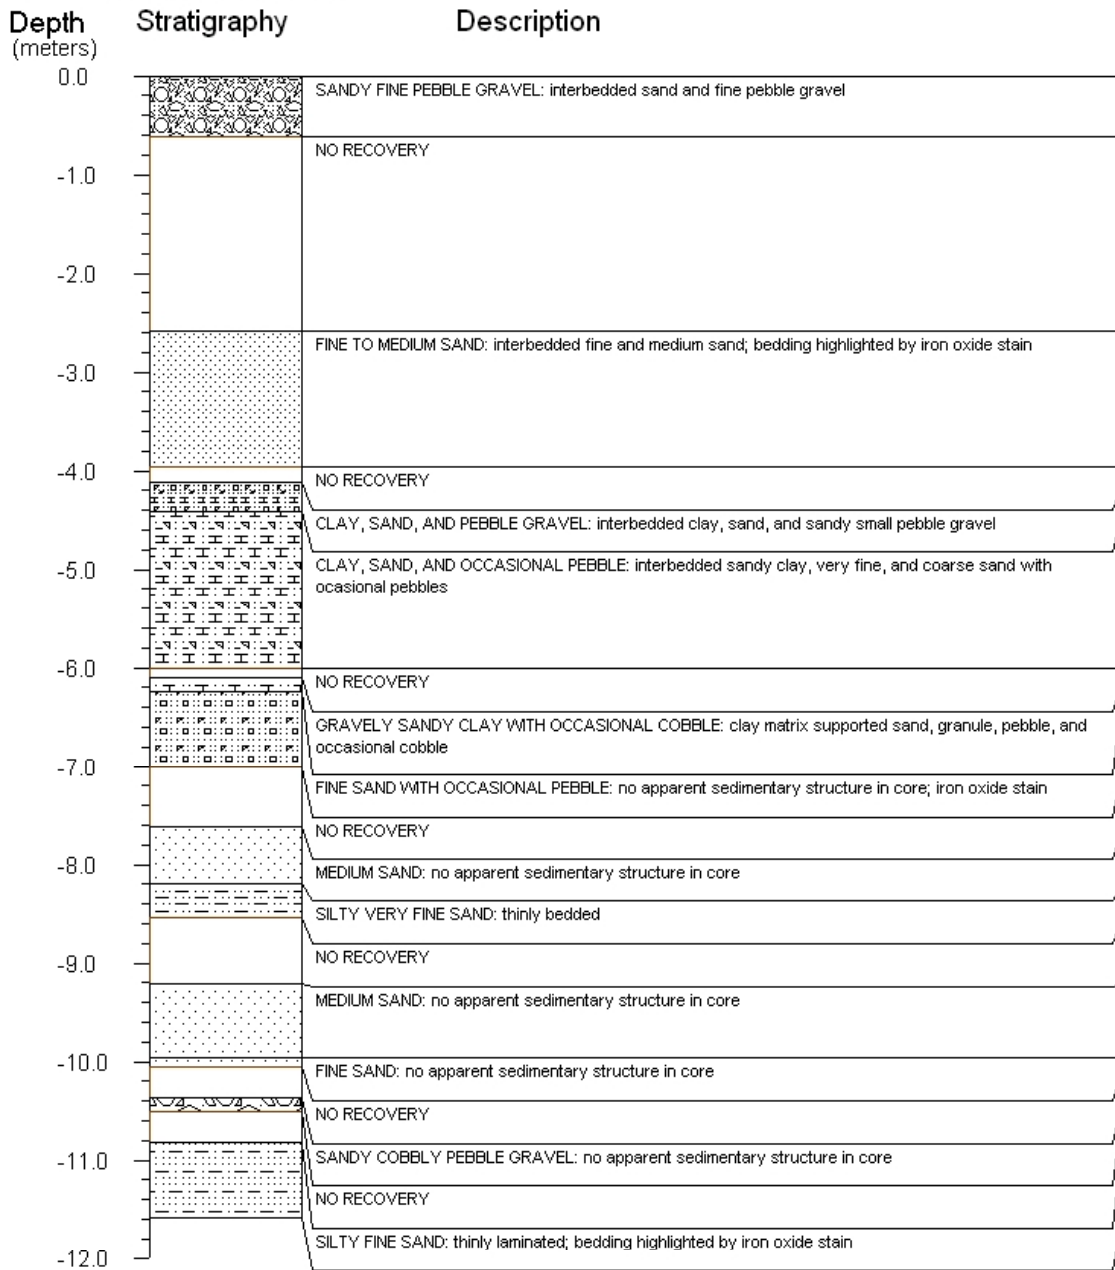 Depth Stratigraphy Description
(meters)
0.0
SANDY FINE PEBBLE GRAVEL: interbedded sand and fine pebble gravel
NO RECOVERY
-1.0
-2.0
FINE TO MEDIUM SAND: interbedded fine and medium sand; bedding highlighted by iron oxide stain
-3.0
-4.0
NO RECOVERY
CLAY, SAND, AND PEBBLE GRAVEL: interbedded clay, sand, and sandy small pebble gravel
CLAY, SAND, AND OCCASIONAL PEBBLE: interbedded sandy clay, very fine, and coarse sand with
-5.0
ocasional pebbles
-6.0
NO RECOVERY
GRAVELY SANDY CLAY WITH OCCASIONAL COBBLE: clay matrix supported sand, granule, pebble, and
occasional cobble
-7.0
FINE SAND WITH OCCASIONAL PEBBLE: no apparent sedimentary structure in core; iron oxide stain
NO RECOVERY
-8.0
MEDIUM SAND: no apparent sedimentary structure in core
SILTY VERY FINE SAND: thinly bedded
NO RECOVERY
-9.0
MEDIUM SAND: no apparent sedimentary structure in core
-10.0
FINE SAND: no apparent sedimentary structure in core
NO RECOVERY
SANDY COBBLY PEBBLE GRAVEL: no apparent sedimentary structure in core
-11.0
NO RECOVERY
SILTY FINE SAND: thinly laminated; bedding highlighted by iron oxide stain
-12.0